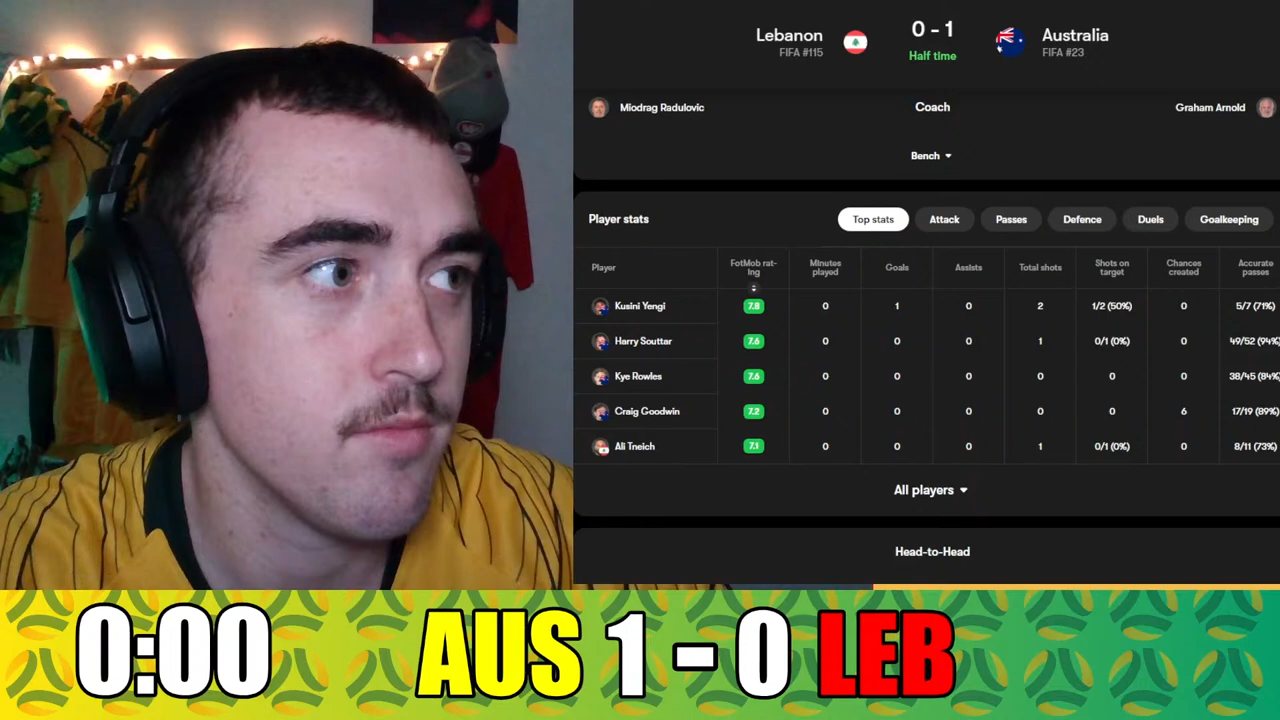 Lebanon 0 - 1 Australia
FIFA #115 Half time FIFA #23
Miodrag Radulovic Coach Graham Arnold
Bench
Player stats Top stats Attack Passes Defence Duels Goalkeeping
Player FotMob rat- Minutes Goals Assists Total shots Shots on Chances Accurate
ing played target created passes
Kusini Yengi 7.8 0 1 0 2 1/2 (50%) 0 5/7 (71%)
Harry Souttar 7.6 0 0 0 1 0/1 (0%) 0 49/52 (94%)
Kye Rowles 7.6 0 0 0 0 0 0 38/45 (84%)
Craig Goodwin 7.2 0 0 0 0 0 6 17/19 (89%)
Ali Tneich 7.1 0 0 0 1 0/1 (0%) 0 8/11 (73%)
All players
Head-to-Head
0:00 AUS 1 - 0 LEB